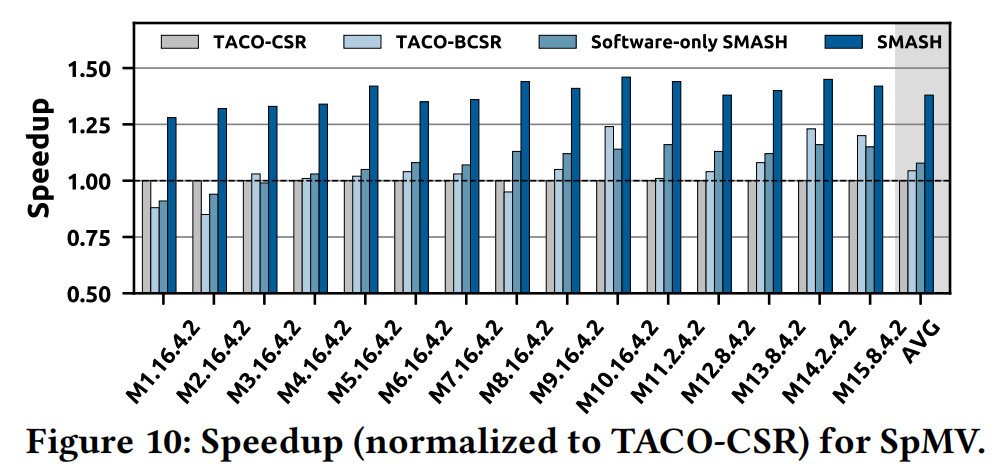 TACO-CSR TACO-BCSR Software-only SMASH SMASH
Speedup
1.50
1.25
1.00
0.75
0.50
M1.16.4.2
M2.16.4.2
M3.16.4.2
M4.16.4.2
M5.16.4.2
M6.16.4.2
M7.16.4.2
M8.16.4.2
M9.16.4.2
M10.16.4.2
M11.2.4.2
M12.8.4.2
M13.8.4.2
M14.2.4.2
M15.8.4.2
AVG
Figure 10: Speedup (normalized to TACO-CSR) for SpMV.